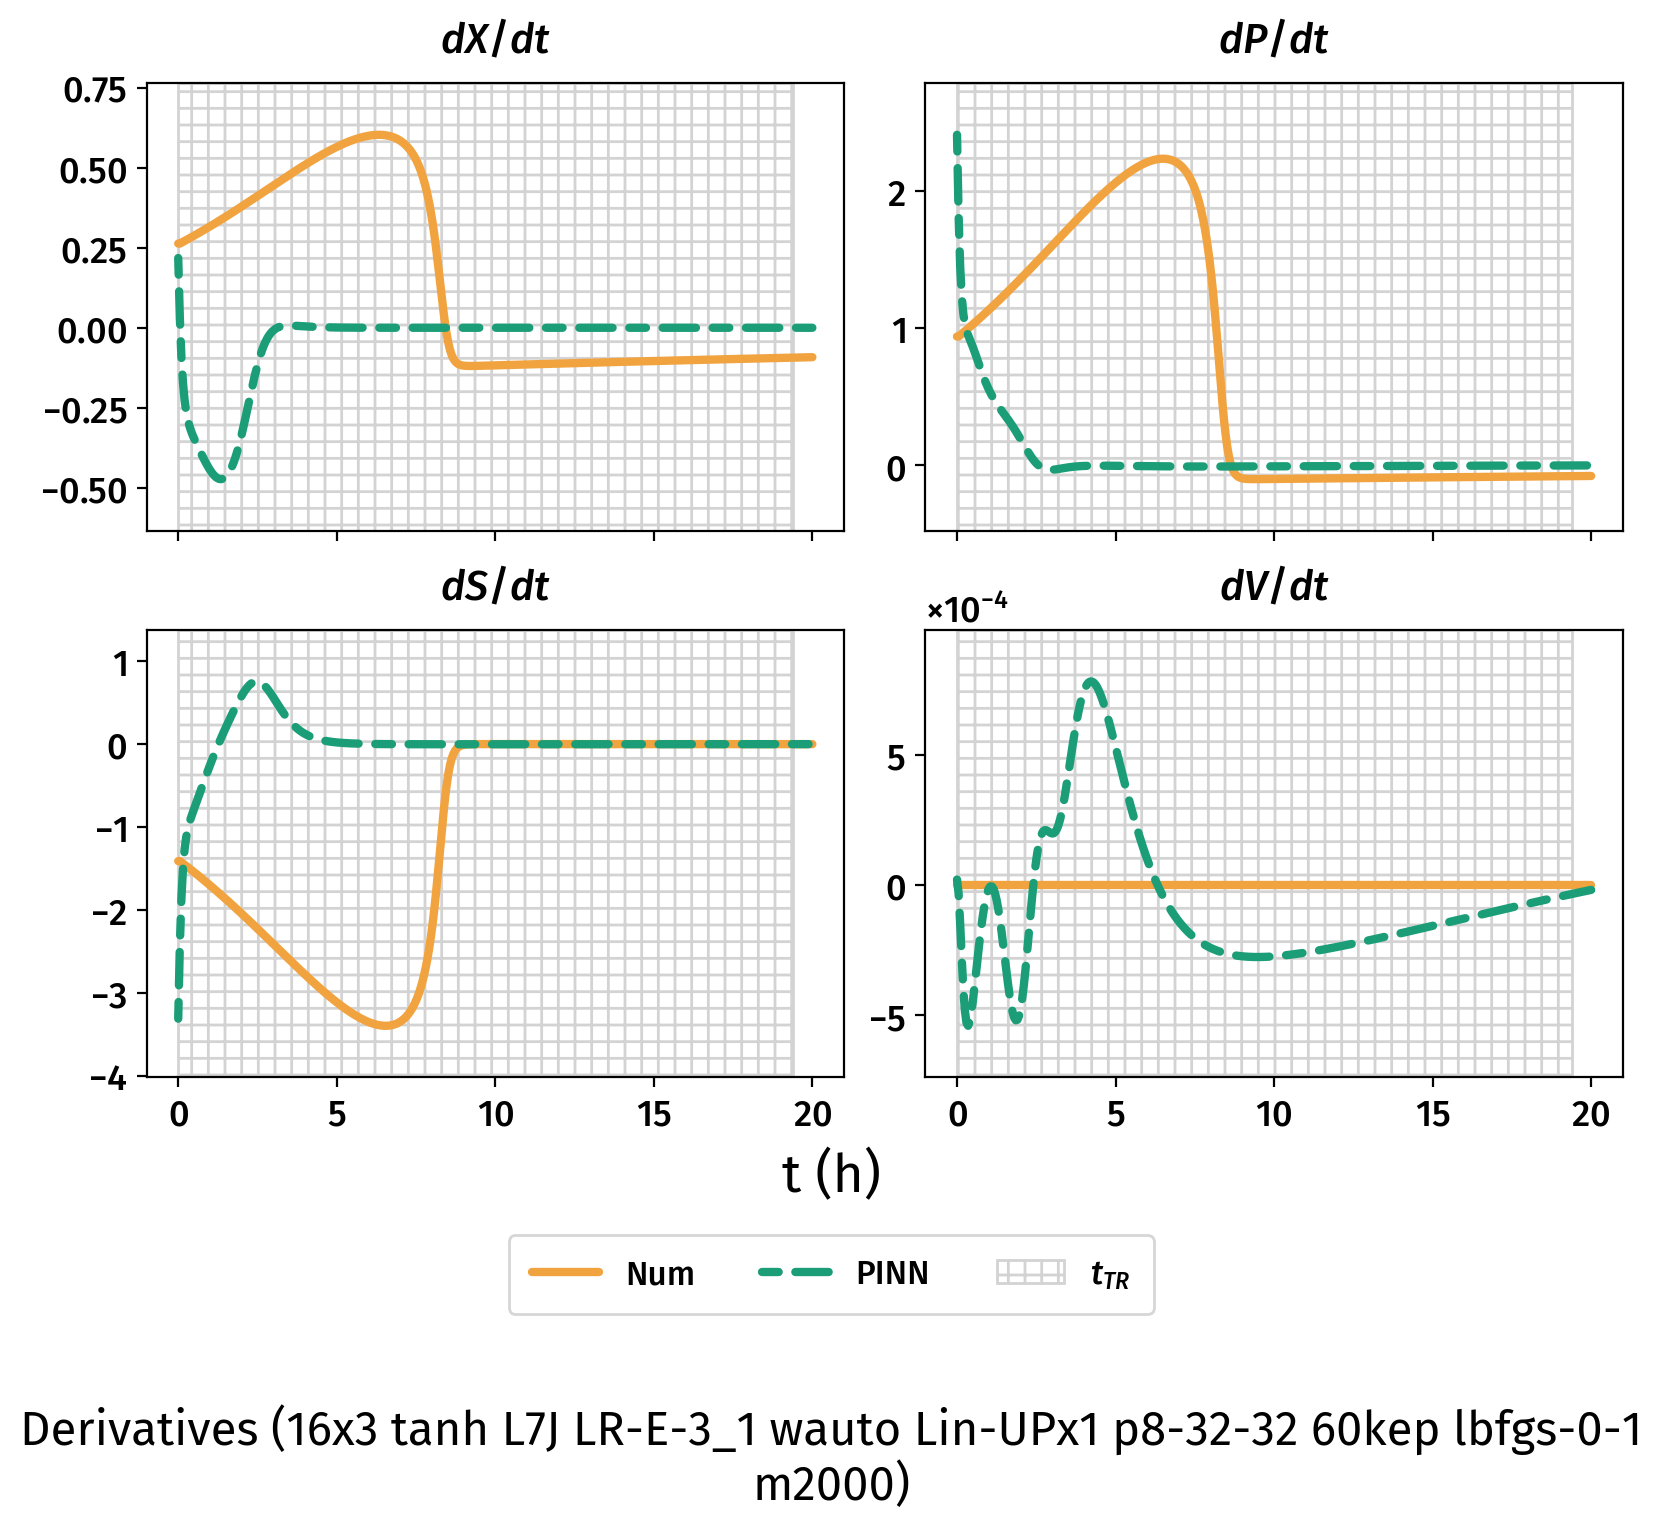 dX/dt
dP/dt
0.75
0.50
0.25
0.00
−0.25
−0.50
2
1
0
dS/dt
dV/dt
×10⁻⁴
1
0
−1
−2
−3
−4
5
0
−5
0 5 10 15 20
0 5 10 15 20
t (h)
Num PINN t_TR
Derivatives (16x3 tanh L7J LR-E-3_1 wauto Lin-UPx1 p8-32-32 60kep lbfgs-0-1
m2000)